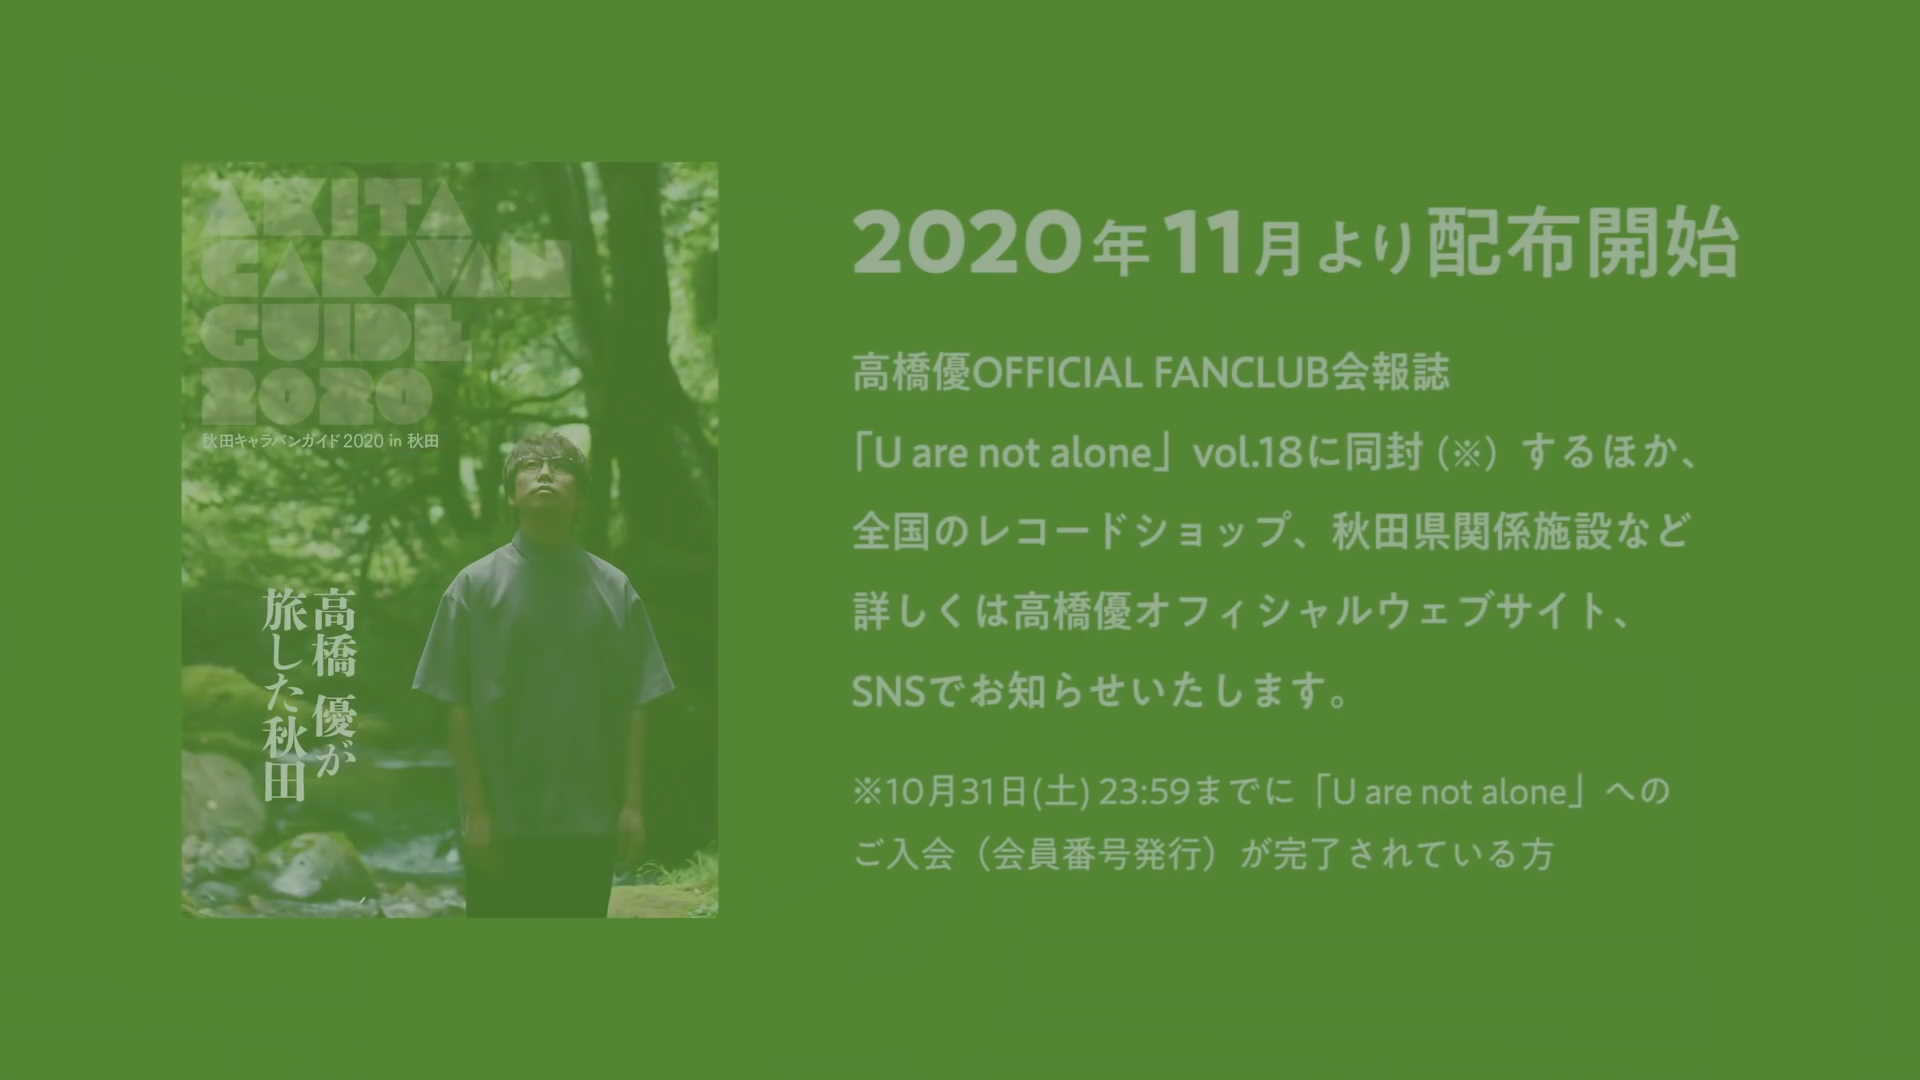 AKITA
CARAVAN
GUIDE
2020
秋田キャラバンガイド2020 in 秋田
高橋 優が
旅した秋田
2020年11月より配布開始
高橋優OFFICIAL FANCLUB会報誌
「U are not alone」vol.18に同封（※）するほか、
全国のレコードショップ、秋田県関係施設など
詳しくは高橋優オフィシャルウェブサイト、
SNSでお知らせいたします。
※10月31日(土) 23:59までに「U are not alone」への
ご入会（会員番号発行）が完了されている方